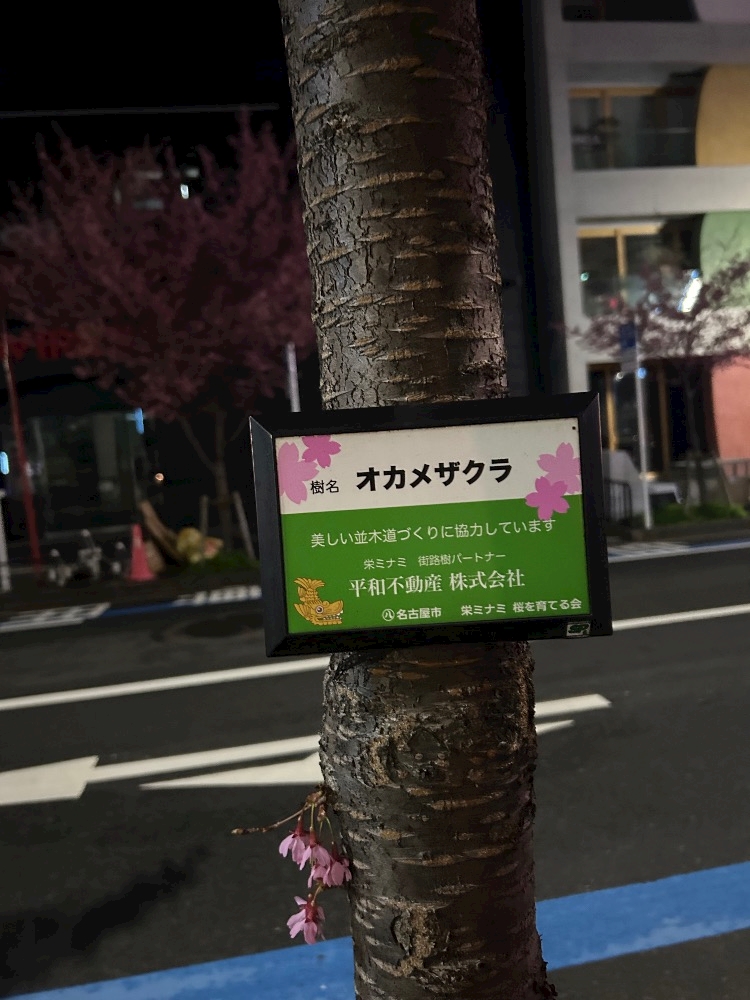 樹名 オカメザクラ
美しい並木道づくりに協力しています
栄ミナミ 街路樹パートナー
平和不動産 株式会社
㊇名古屋市 栄ミナミ 桜を育てる会